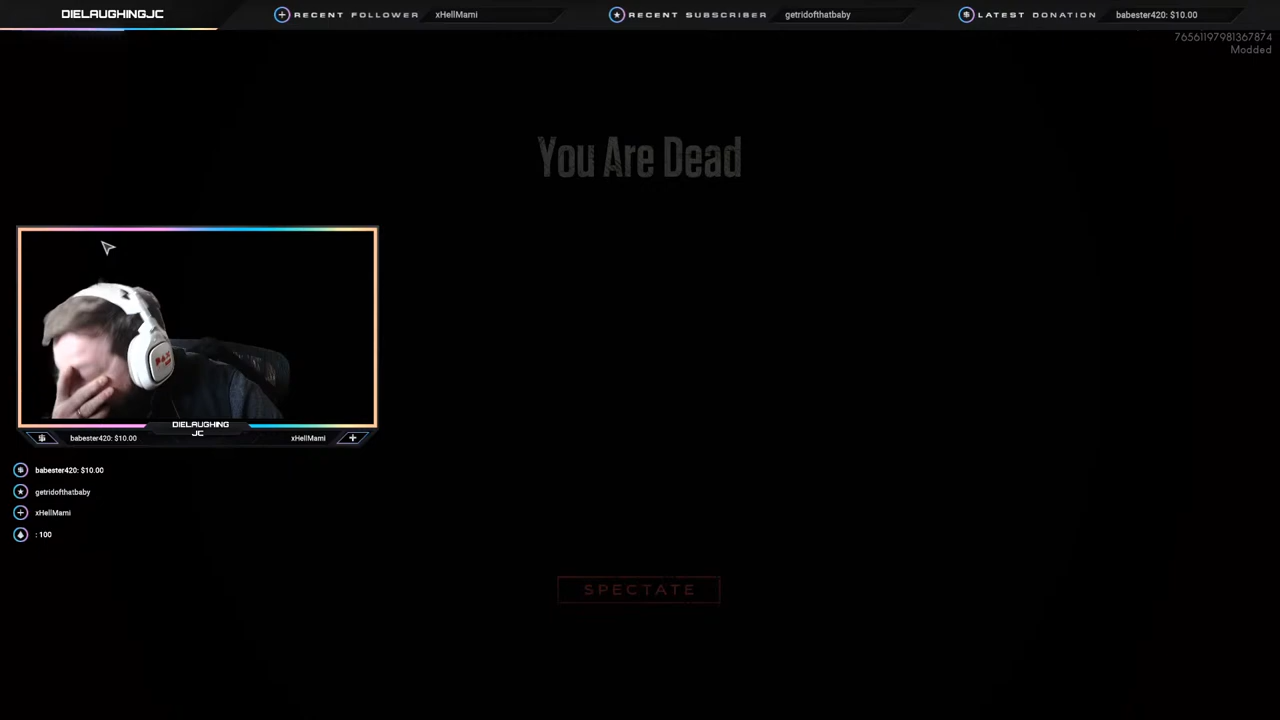 DIELAUGHINGJC
RECENT FOLLOWER xHellMami
RECENT SUBSCRIBER getridofthatbaby
LATEST DONATION babester420: $10.00
76561197981367874
Modded
You Are Dead
DIELAUGHING
JC
babester420: $10.00
xHellMami
babester420: $10.00
getridofthatbaby
xHellMami
: 100
SPECTATE